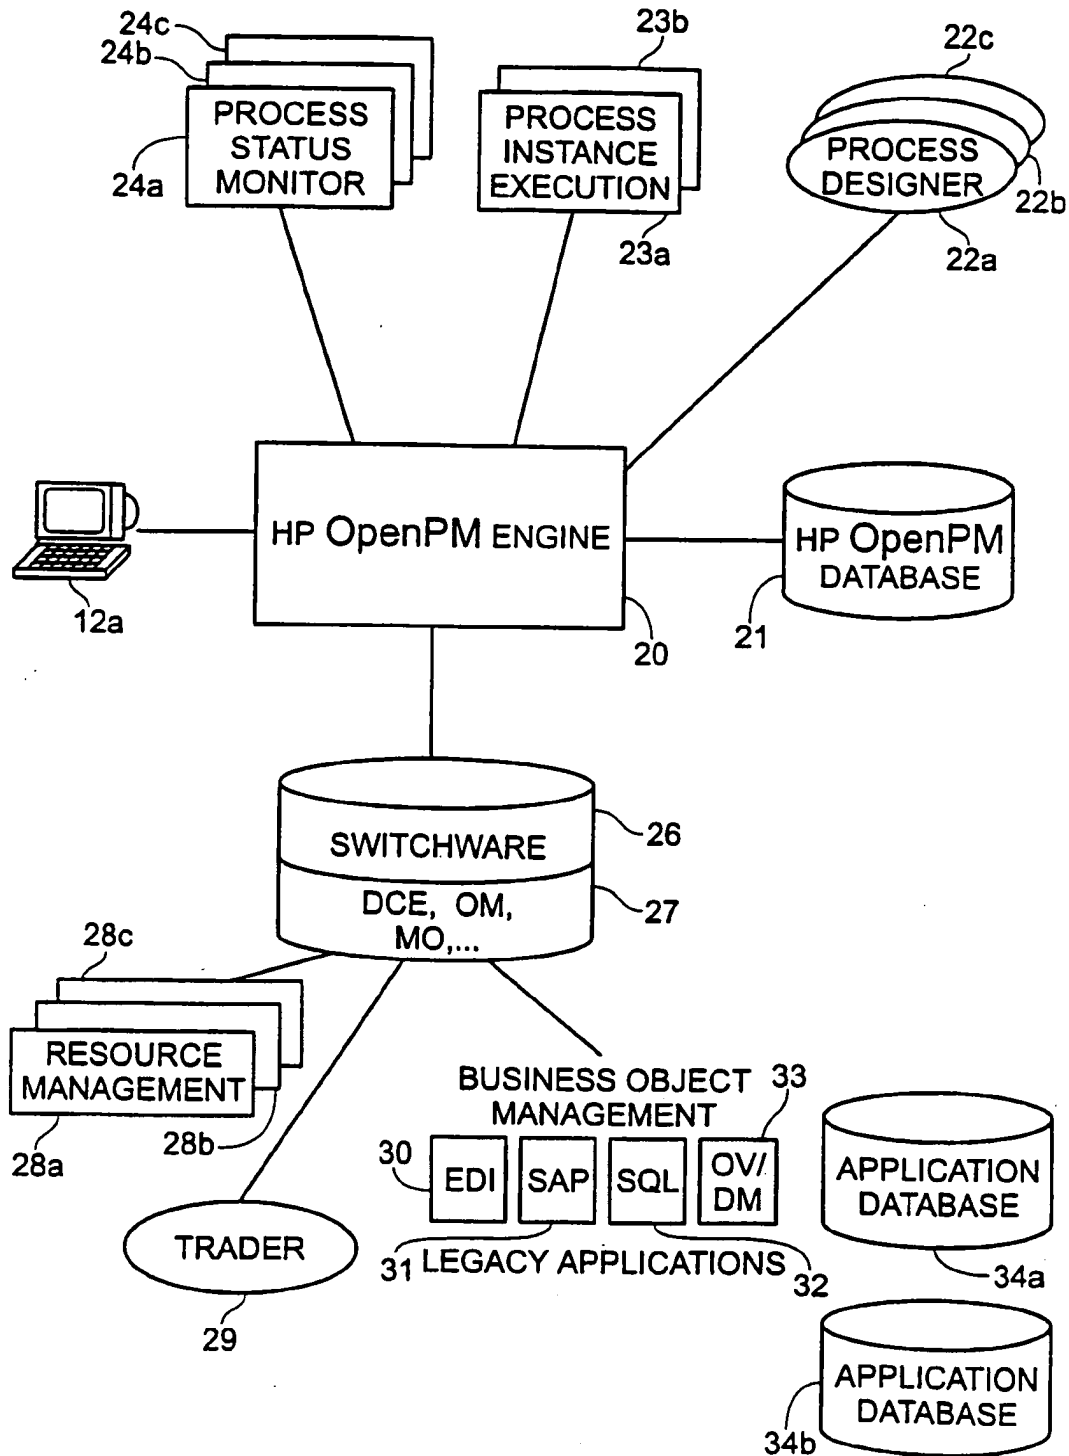 24c
24b
23b
22c
PROCESS
STATUS
MONITOR
PROCESS
INSTANCE
EXECUTION
PROCESS
DESIGNER
24a
22b
23a
22a
HP OpenPM ENGINE
HP OpenPM
DATABASE
12a
20
21
SWITCHWARE
26
DCE, OM,
MO,...
27
28c
RESOURCE
MANAGEMENT
28a
28b
BUSINESS OBJECT
MANAGEMENT
33
30
EDI
SAP
SQL
OV/
DM
APPLICATION
DATABASE
TRADER
31
LEGACY APPLICATIONS
32
34a
29
APPLICATION
DATABASE
34b